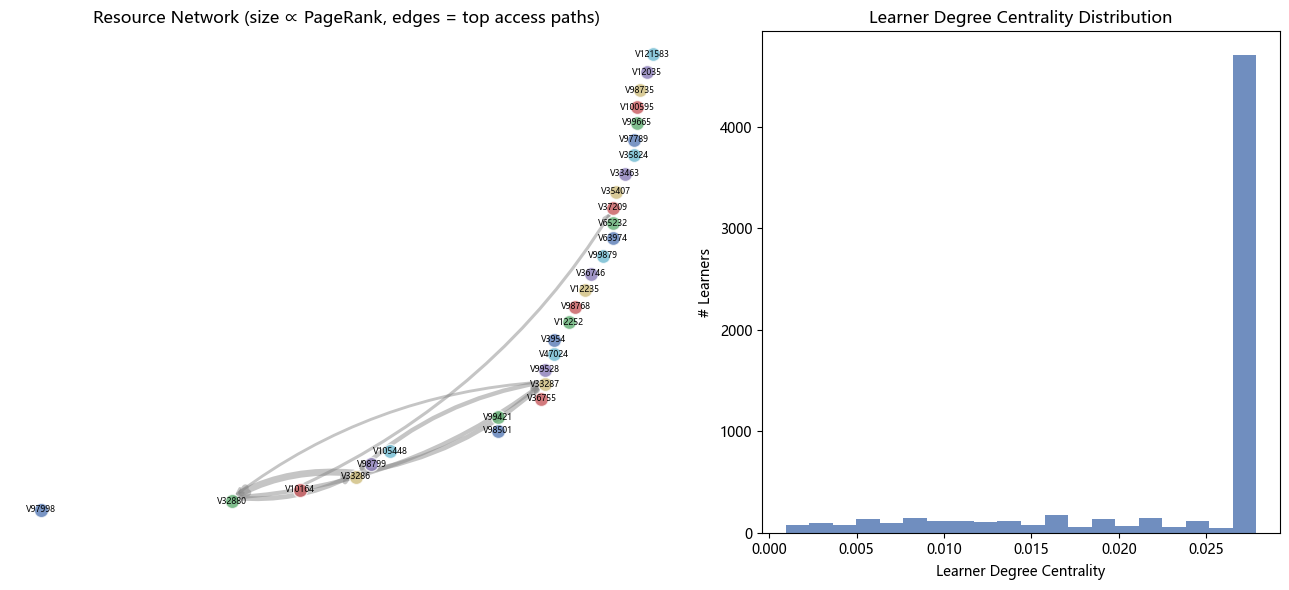 Resource Network (size ∝ PageRank, edges = top access paths)
V121583
V12035
V98735
V100595
V99665
V97789
V35824
V33463
V35407
V37209
V65232
V63974
V99879
V36746
V12235
V98768
V12252
V3954
V47024
V99528
V33287
V36755
V99421
V98501
V105448
V98799
V33286
V10164
V32880
V97998
Learner Degree Centrality Distribution
# Learners
4000
3000
2000
1000
0
0.000 0.005 0.010 0.015 0.020 0.025
Learner Degree Centrality